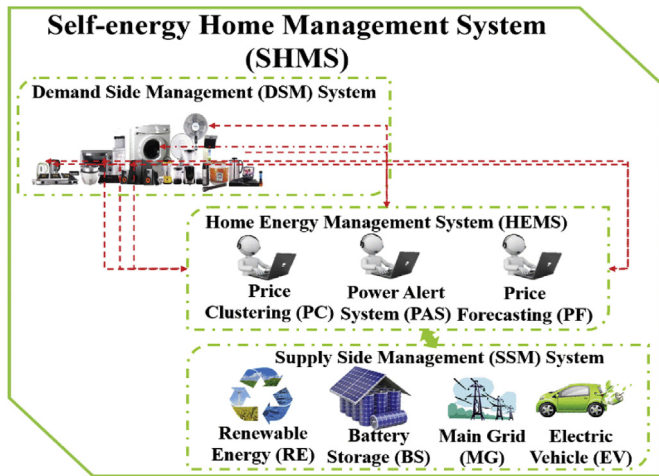 Self-energy Home Management System
(SHMS)
Demand Side Management (DSM) System
Home Energy Management System (HEMS)
Price
Clustering (PC)
Power Alert
System (PAS)
Price
Forecasting (PF)
Supply Side Management (SSM) System
Renewable
Energy (RE)
Battery
Storage (BS)
Main Grid
(MG)
Electric
Vehicle (EV)